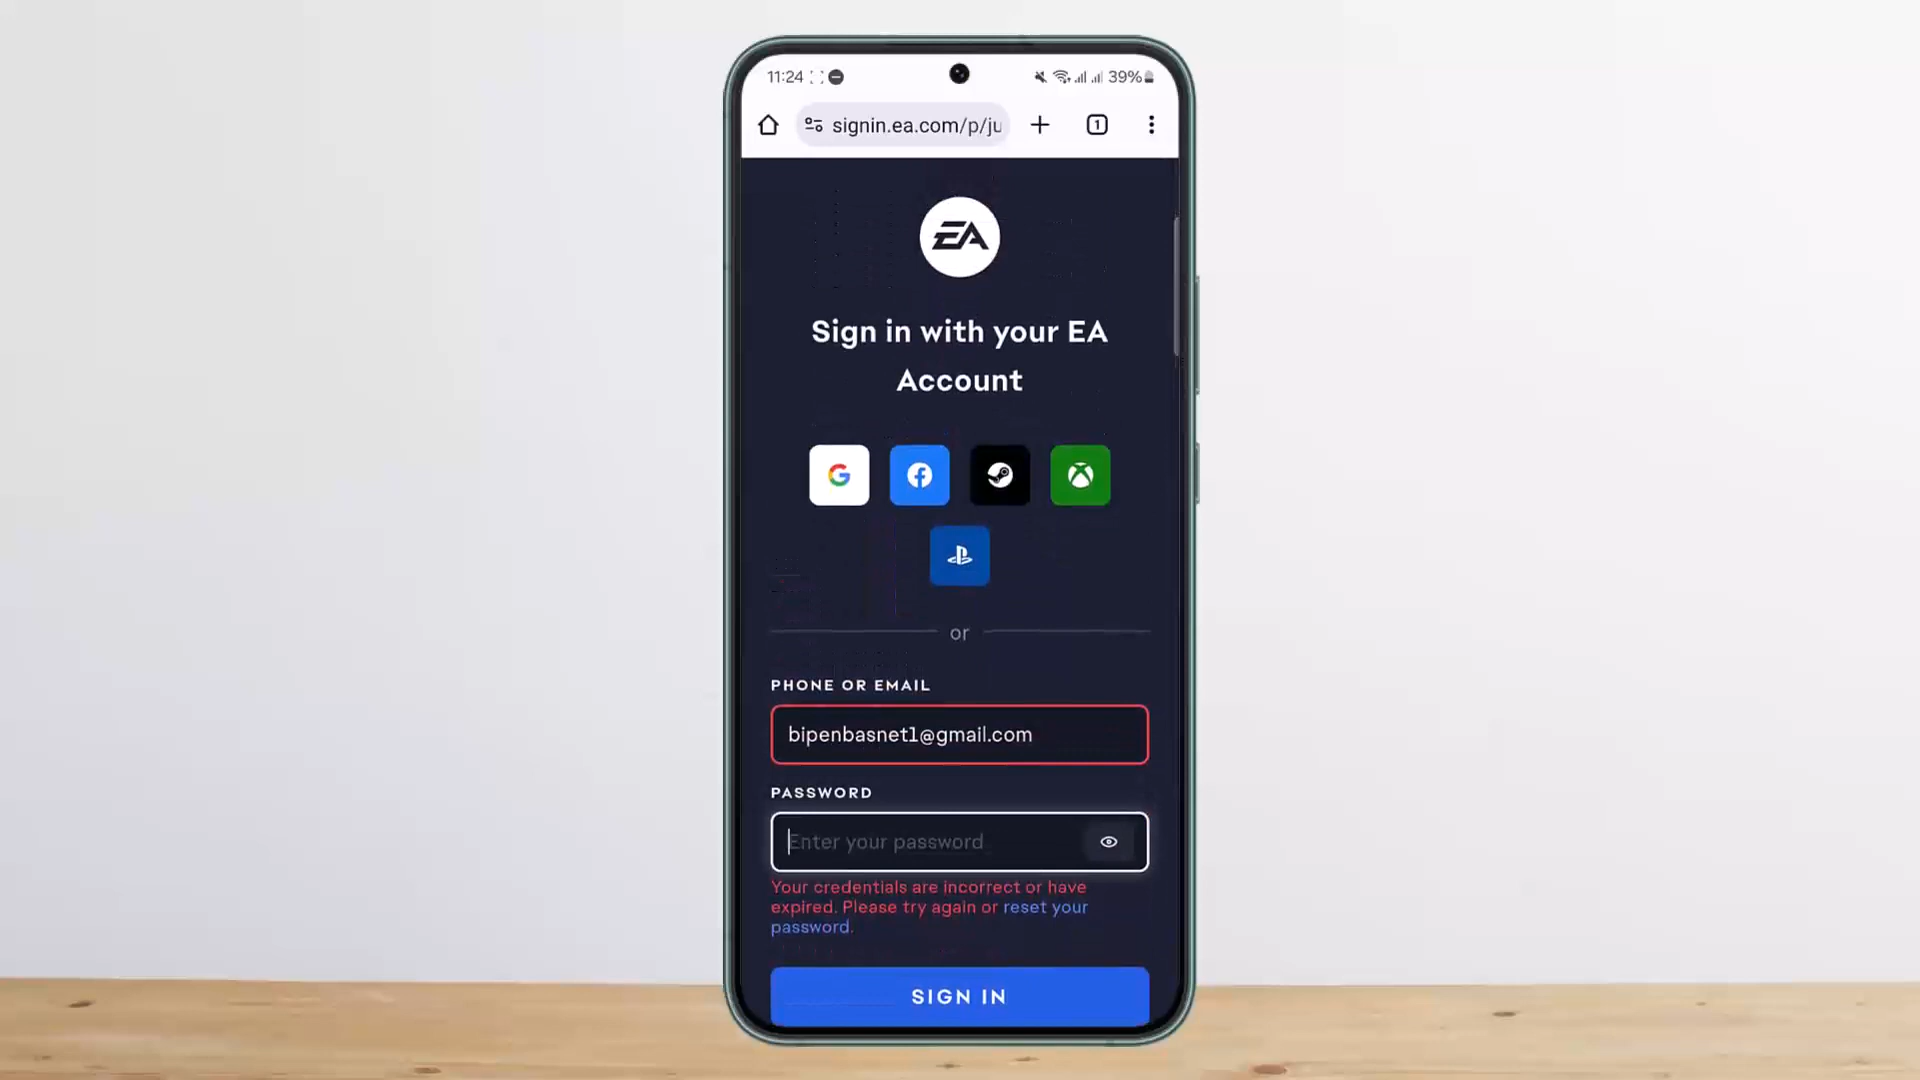 11:24
39%
signin.ea.com/p/ju
1
EA
Sign in with your EA
Account
or
PHONE OR EMAIL
bipenbasnet1@gmail.com
PASSWORD
Enter your password
Your credentials are incorrect or have
expired. Please try again or reset your
password.
SIGN IN